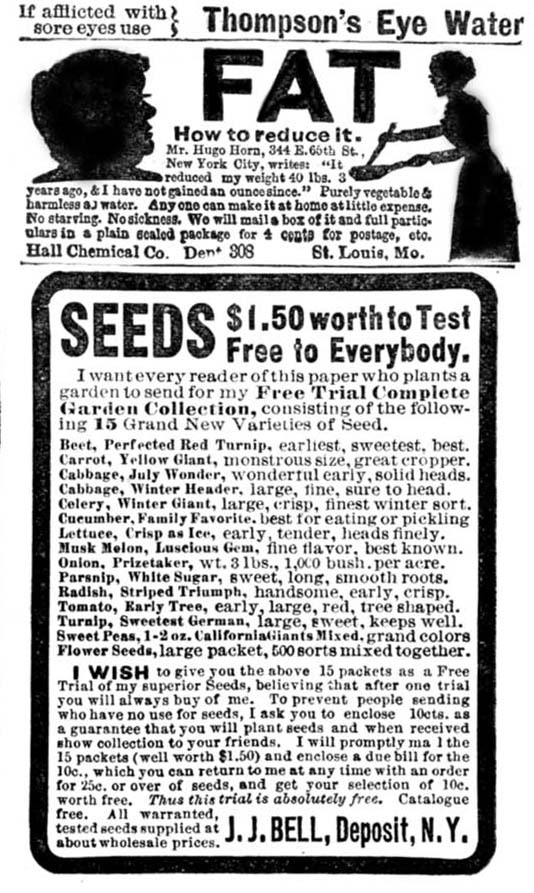 If afflicted with
sore eyes use
Thompson's Eye Water
FAT
How to reduce it.
Mr. Hugo Horn, 344 E. 65th St.,
New York City, writes: "It
reduced my weight 40 lbs. 3
years ago, & I have not gained an ounce since." Purely vegetable &
harmless as water. Any one can make it at home at little expense.
No starving. No sickness. We will mail a box of it and full partic-
ulars in a plain sealed package for 4 cents for postage, etc.
Hall Chemical Co. Dept 308 St. Louis, Mo.
SEEDS $1.50 worth to Test
Free to Everybody.
I want every reader of this paper who plants a
garden to send for my Free Trial Complete
Garden Collection, consisting of the follow-
ing 15 Grand New Varieties of Seed.
Beet, Perfected Red Turnip, earliest, sweetest, best.
Carrot, Yellow Giant, monstrous size, great cropper.
Cabbage, July Wonder, wonderful early, solid heads.
Cabbage, Winter Header, large, fine, sure to head.
Celery, Winter Giant, large, crisp, finest winter sort.
Cucumber, Family Favorite, best for eating or pickling
Lettuce, Crisp as Ice, early, tender, heads finely.
Musk Melon, Luscious Gem, fine flavor, best known.
Onion, Prizetaker, wt. 3 lbs., 1,000 bush. per acre.
Parsnip, White Sugar, sweet, long, smooth roots.
Radish, Striped Triumph, handsome, early, crisp.
Tomato, Early Tree, early, large, red, tree shaped.
Turnip, Sweetest German, large, sweet, keeps well.
Sweet Peas, 1-2 oz. California Giants Mixed, grand colors
Flower Seeds, large packet, 500 sorts mixed together.
I WISH to give you the above 15 packets as a Free
Trial of my superior Seeds, believing that after one trial
you will always buy of me. To prevent people sending
who have no use for seeds, I ask you to enclose 10cts. as
a guarantee that you will plant seeds and when received
show collection to your friends. I will promptly mail the
15 packets (well worth $1.50) and enclose a due bill for the
10c., which you can return to me at any time with an order
for 25c. or over of seeds, and get your selection of 10c.
worth free. Thus this trial is absolutely free. Catalogue
free. All warranted,
tested seeds supplied at
about wholesale prices.
J. J. BELL, Deposit, N. Y.